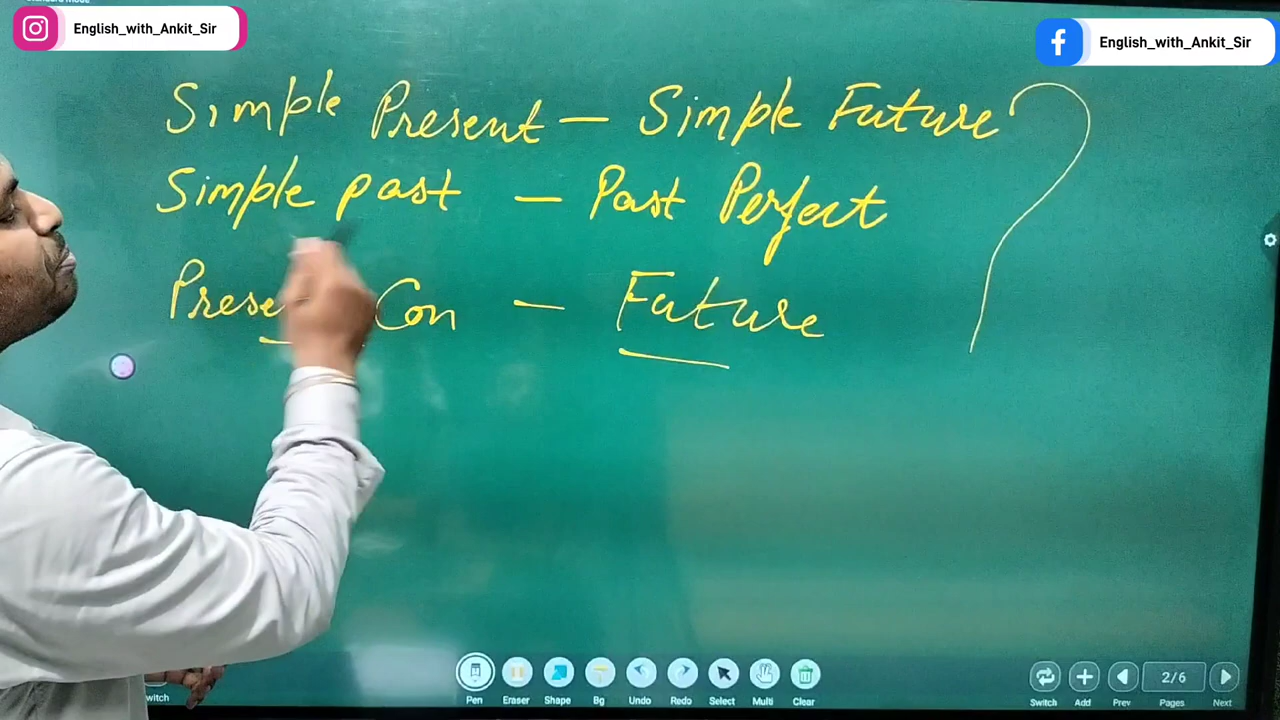 English_with_Ankit_Sir
English_with_Ankit_Sir
Simple Present — Simple Future ?
Simple past — Past Perfect
Con — Future
Pen Eraser Shape Bg Undo Redo Select Multi Clear
Switch Add Prev 2/6 Pages Next